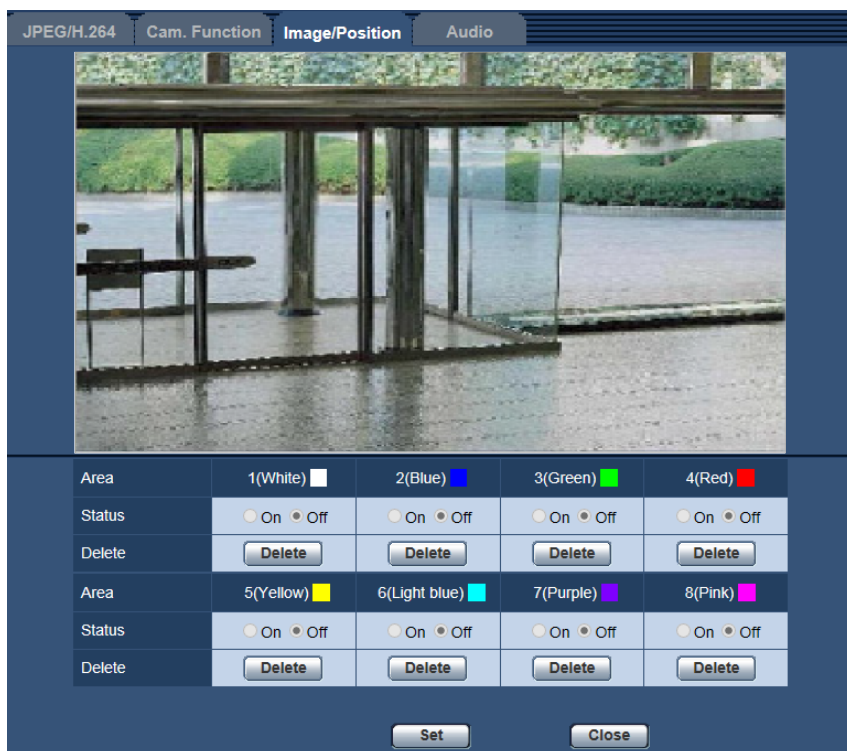 JPEG/H.264 Cam. Function Image/Position Audio
Area 1(White) 2(Blue) 3(Green) 4(Red)
Status On Off On Off On Off On Off
Delete Delete Delete Delete Delete
Area 5(Yellow) 6(Light blue) 7(Purple) 8(Pink)
Status On Off On Off On Off On Off
Delete Delete Delete Delete Delete
Set Close